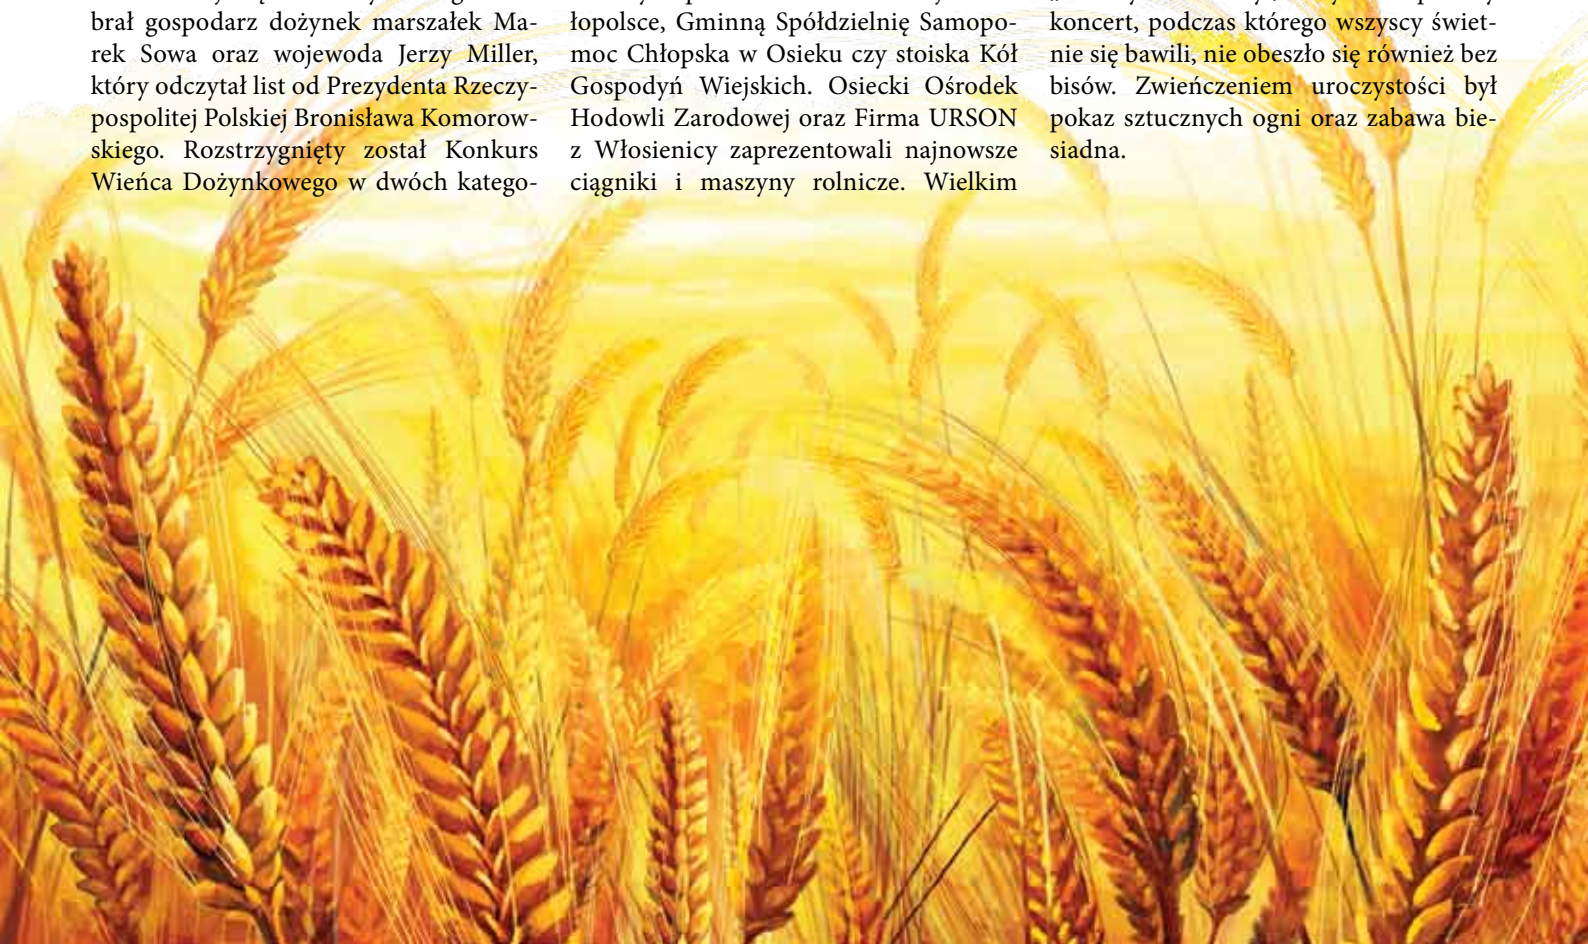 brał gospodarz dożynek marszałek Ma-
rek Sowa oraz wojewoda Jerzy Miller,
który odczytał list od Prezydenta Rzeczy-
pospolitej Polskiej Bronisława Komorow-
skiego. Rozstrzygnięty został Konkurs
Wieńca Dożynkowego w dwóch katego-
łopolsce, Gminną Spółdzielnię Samopo-
moc Chłopska w Osieku czy stoiska Kół
Gospodyń Wiejskich. Osiecki Ośrodek
Hodowli Zarodowej oraz Firma URSON
z Włosienicy zaprezentowali najnowsze
ciągniki i maszyny rolnicze. Wielkim
koncert, podczas którego wszyscy świet-
nie się bawili, nie obeszło się również bez
bisów. Zwieńczeniem uroczystości był
pokaz sztucznych ogni oraz zabawa bie-
siadna.